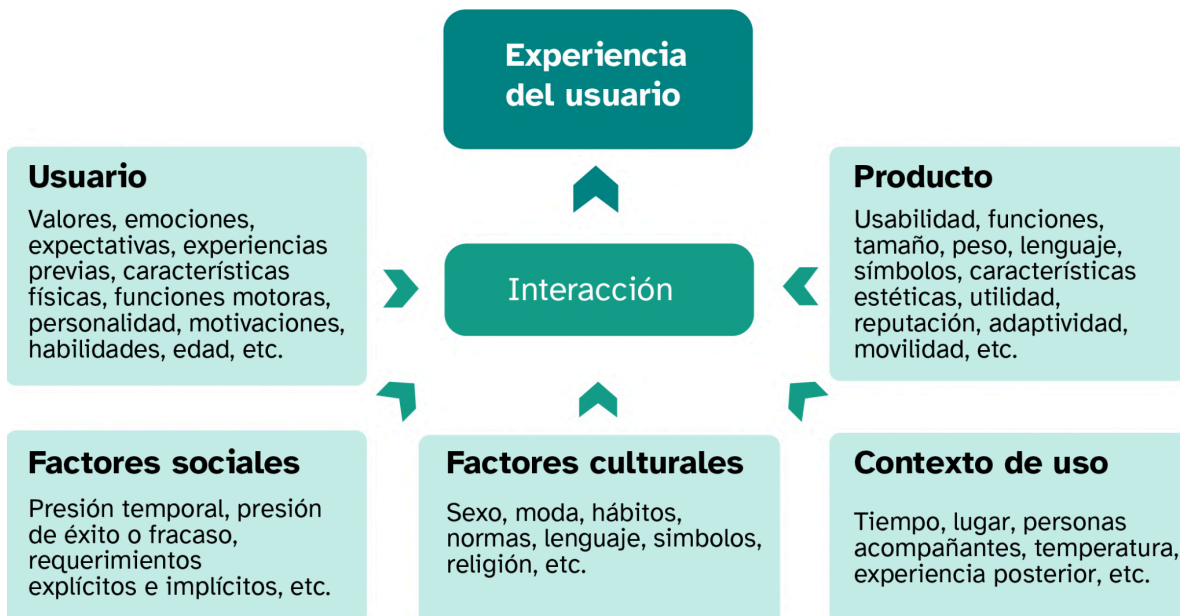 Experiencia
del usuario
Usuario
Valores, emociones,
expectativas, experiencias
previas, características
físicas, funciones motoras,
personalidad, motivaciones,
habilidades, edad, etc.
Interacción
Producto
Usabilidad, funciones,
tamaño, peso, lenguaje,
símbolos, características
estéticas, utilidad,
reputación, adaptividad,
movilidad, etc.
Factores sociales
Presión temporal, presión
de éxito o fracaso,
requerimientos
explícitos e implícitos, etc.
Factores culturales
Sexo, moda, hábitos,
normas, lenguaje, simbolos,
religión, etc.
Contexto de uso
Tiempo, lugar, personas
acompañantes, temperatura,
experiencia posterior, etc.